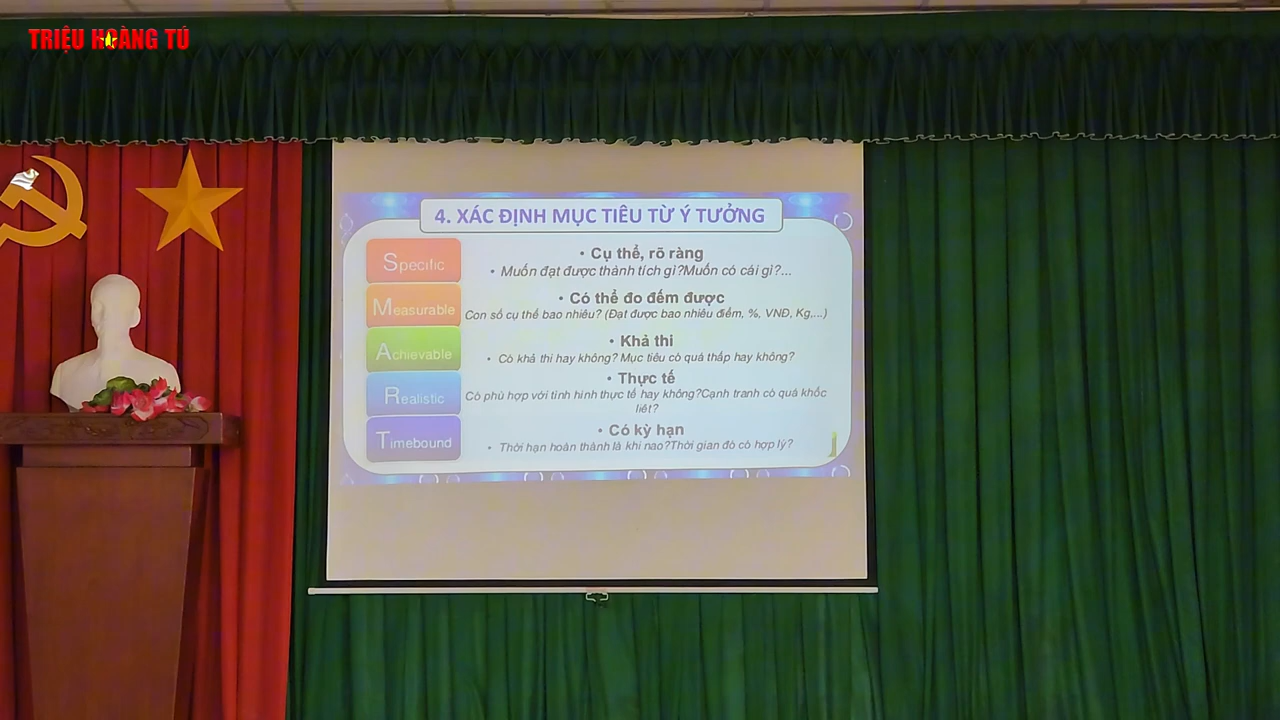 TRIỆU HOÀNG TÚ
4. XÁC ĐỊNH MỤC TIÊU TỪ Ý TƯỞNG
Specific
• Cụ thể, rõ ràng
• Muốn đạt được thành tích gì?Muốn có cái gì?...
Measurable
• Có thể đo đếm được
Con số cụ thể bao nhiêu? (Đạt được bao nhiêu điểm, %, VNĐ, Kg,...)
Achievable
• Khả thi
• Có khả thi hay không? Mục tiêu có quá thấp hay không?
Realistic
• Thực tế
Có phù hợp với tình hình thực tế hay không?Cạnh tranh có quá khốc
liệt?
Timebound
• Có kỳ hạn
• Thời hạn hoàn thành là khi nao?Thời gian đó có hợp lý?